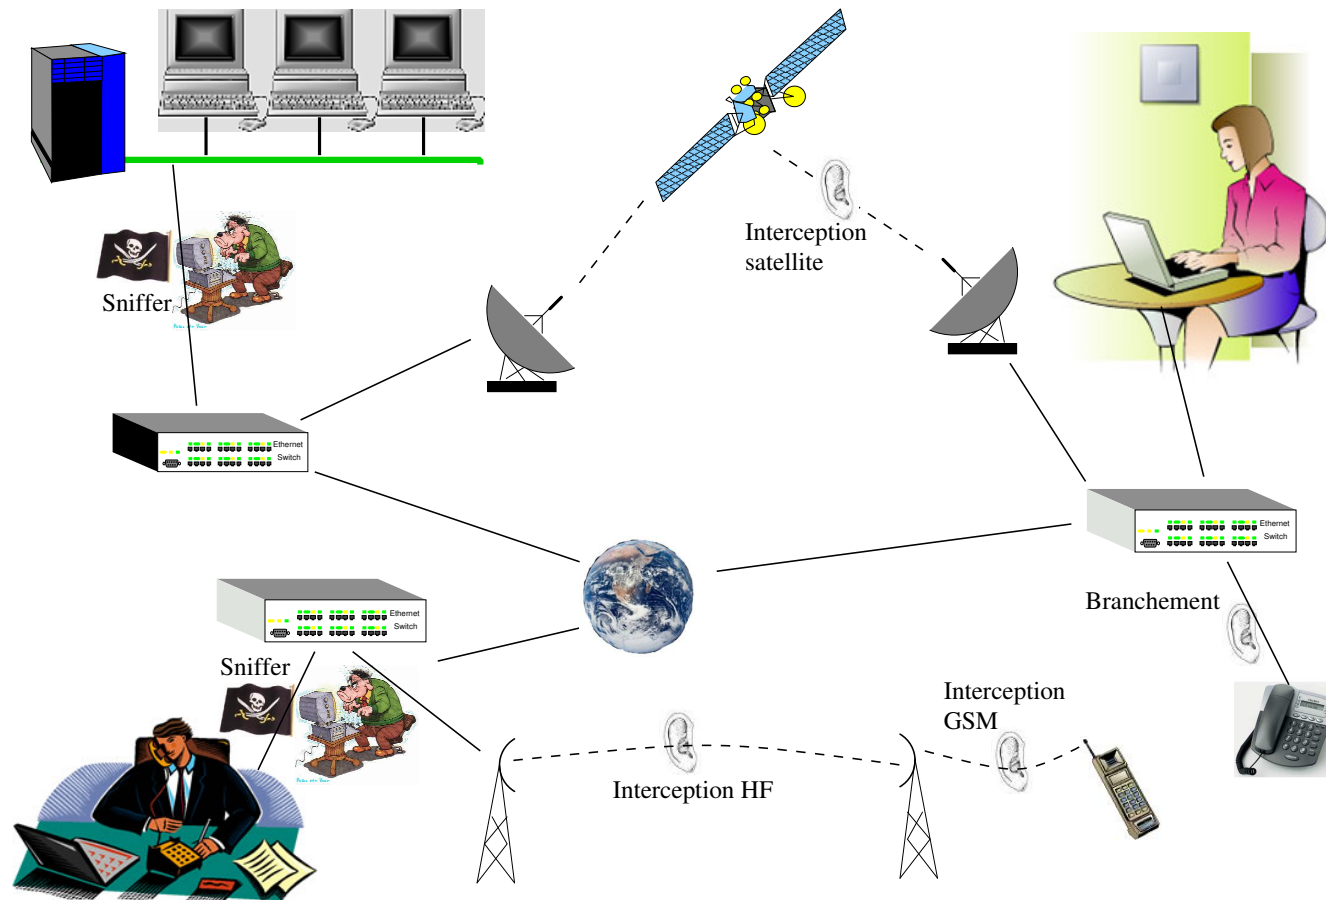 Interception
satellite
Sniffer
Ethernet
Switch
Ethernet
Switch
Branchement
Ethernet
Switch
Sniffer
Interception
GSM
Interception HF